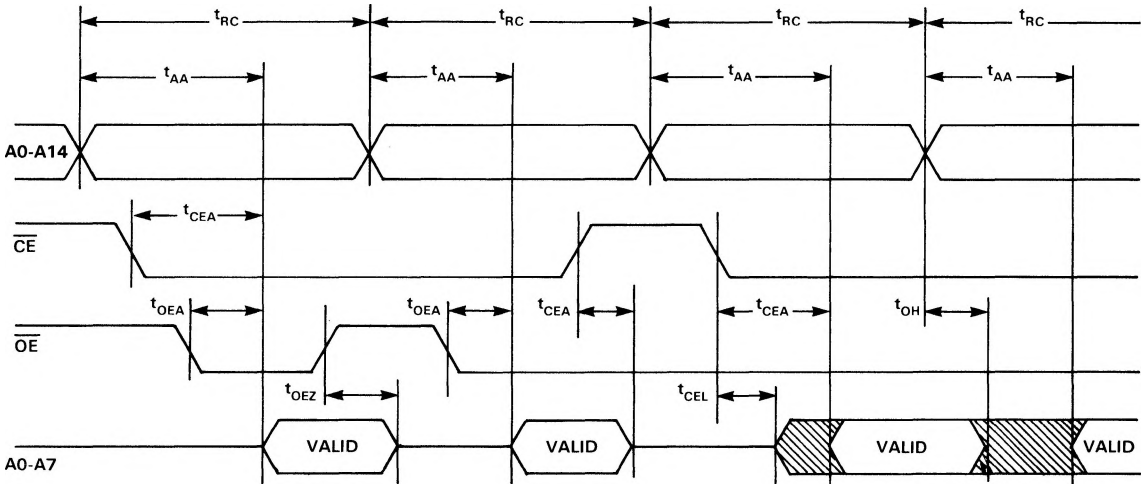 tRC tRC tRC tRC
tAA tAA tAA tAA
A0-A14
tCEA
CE
tOEA tOEA tCEA tCEA tOH
OE
tOEZ tCEL
VALID VALID VALID VALID
A0-A7